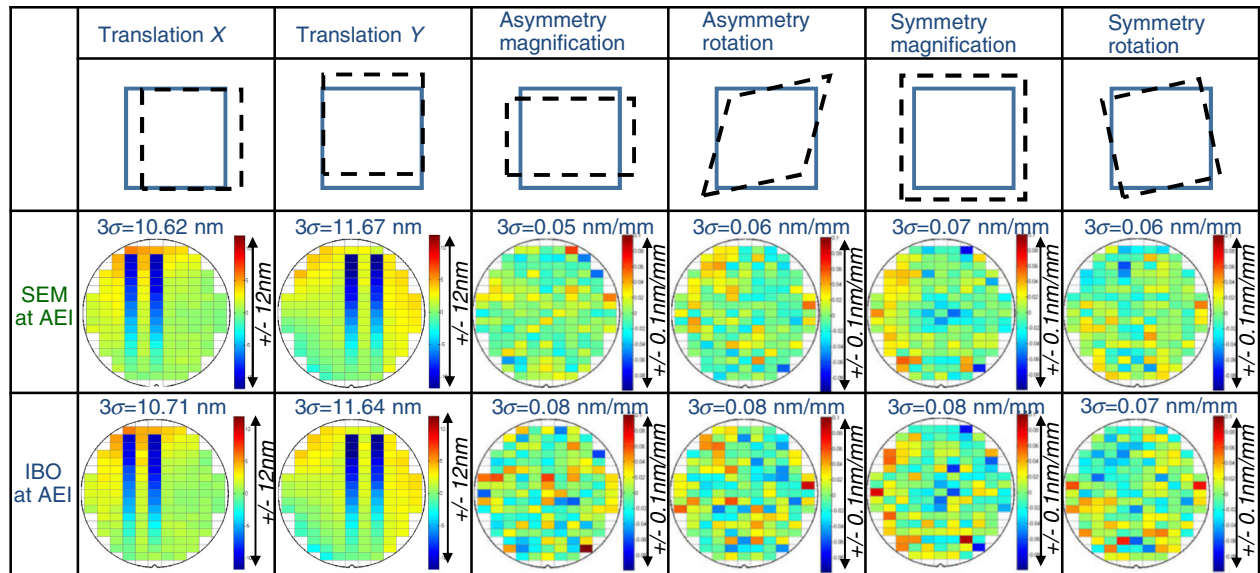 Translation X
Translation Y
Asymmetry
magnification
Asymmetry
rotation
Symmetry
magnification
Symmetry
rotation
SEM
at AEI
3σ=10.62 nm
+/- 12nm
3σ=11.67 nm
+/- 12nm
3σ=0.05 nm/mm
3σ=0.06 nm/mm
+/- 0.1nm/mm
3σ=0.07 nm/mm
+/- 0.1nm/mm
3σ=0.06 nm/mm
+/- 0.1nm/mm
+/- 0.1nm/mm
IBO
at AEI
3σ=10.71 nm
+/- 12nm
3σ=11.64 nm
+/- 12nm
3σ=0.08 nm/mm
+/- 0.1nm/mm
3σ=0.08 nm/mm
+/- 0.1nm/mm
3σ=0.08 nm/mm
+/- 0.1nm/mm
3σ=0.07 nm/mm
+/- 0.1nm/mm